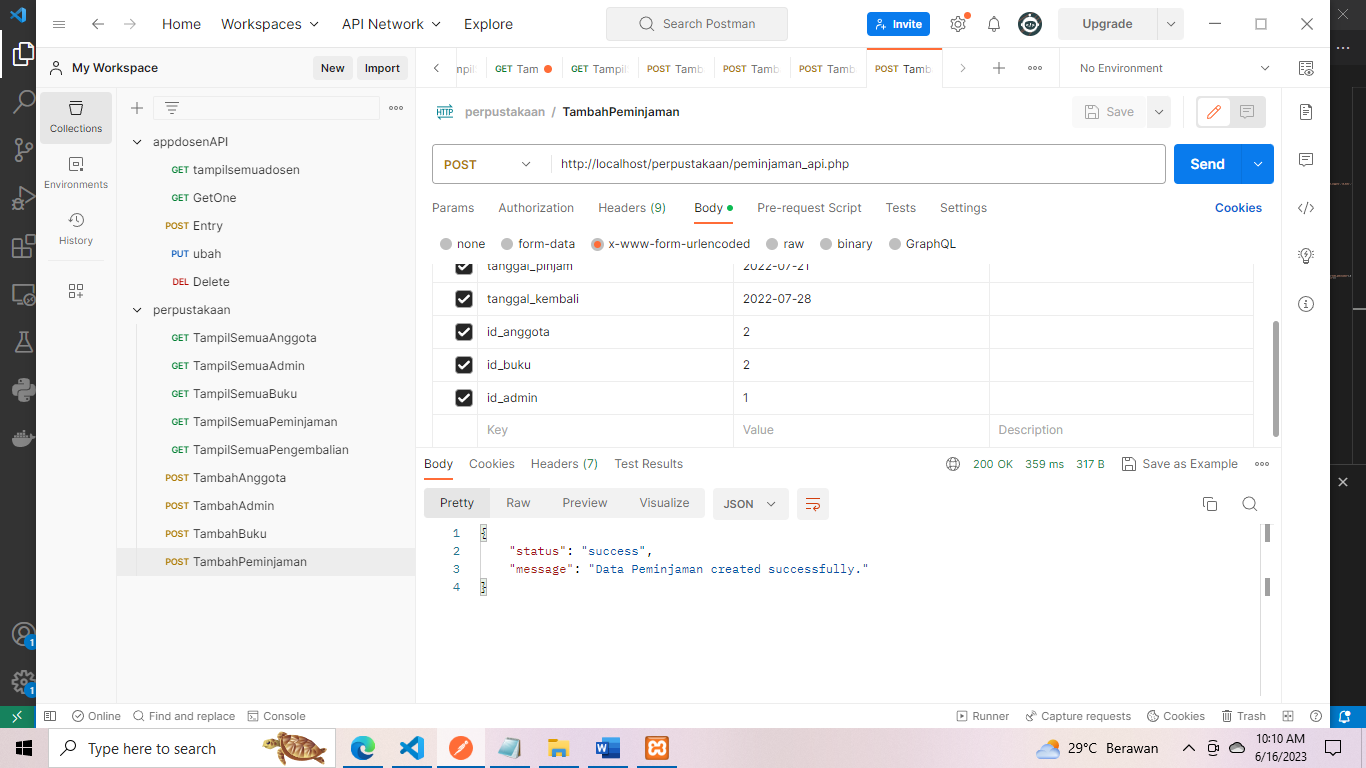 Home Workspaces API Network Explore Search Postman Invite Upgrade
My Workspace New Import GET Tam GET Tampil POST Tamb POST Tamb POST Tamb POST Tamb No Environment
Collections
Environments
History
appdosenAPI
GET tampilsemuadosen
GET GetOne
POST Entry
PUT ubah
DEL Delete
perpustakaan
GET TampilSemuaAnggota
GET TampilSemuaAdmin
GET TampilSemuaBuku
GET TampilSemuaPeminjaman
GET TampilSemuaPengembalian
POST TambahAnggota
POST TambahAdmin
POST TambahBuku
POST TambahPeminjaman
HTTP perpustakaan / TambahPeminjaman Save
POST http://localhost/perpustakaan/peminjaman_api.php Send
Params Authorization Headers (9) Body Pre-request Script Tests Settings Cookies
none form-data x-www-form-urlencoded raw binary GraphQL
tanggal_pinjam 2022-07-21
tanggal_kembali 2022-07-28
id_anggota 2
id_buku 2
id_admin 1
Key Value Description
Body Cookies Headers (7) Test Results 200 OK 359 ms 317 B Save as Example
Pretty Raw Preview Visualize JSON
1 {
2 "status": "success",
3 "message": "Data Peminjaman created successfully."
4 }
1
1
Online Find and replace Console Runner Capture requests Cookies Trash
Type here to search 29°C Berawan 10:10 AM
6/16/2023